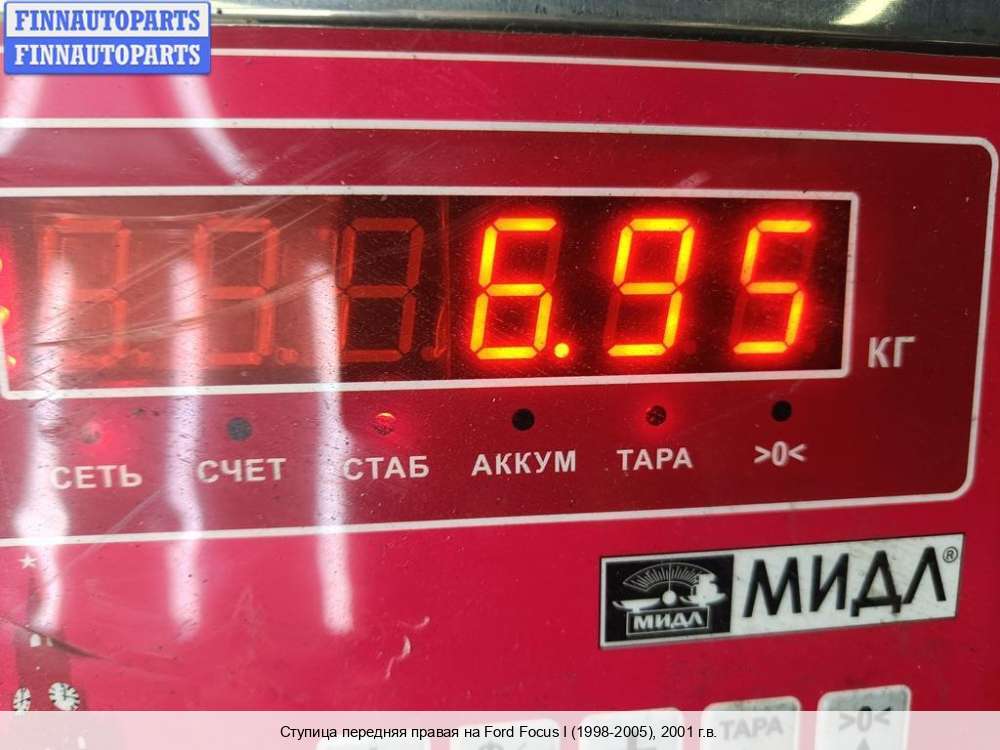 FINNAUTOPARTS
FINNAUTOPARTS
6.95
КГ
СЕТЬ СЧЕТ СТАБ АККУМ ТАРА >0<
МИДЛ МИДЛ®
ТАРА >0<
Ступица передняя правая на Ford Focus I (1998-2005), 2001 г.в.